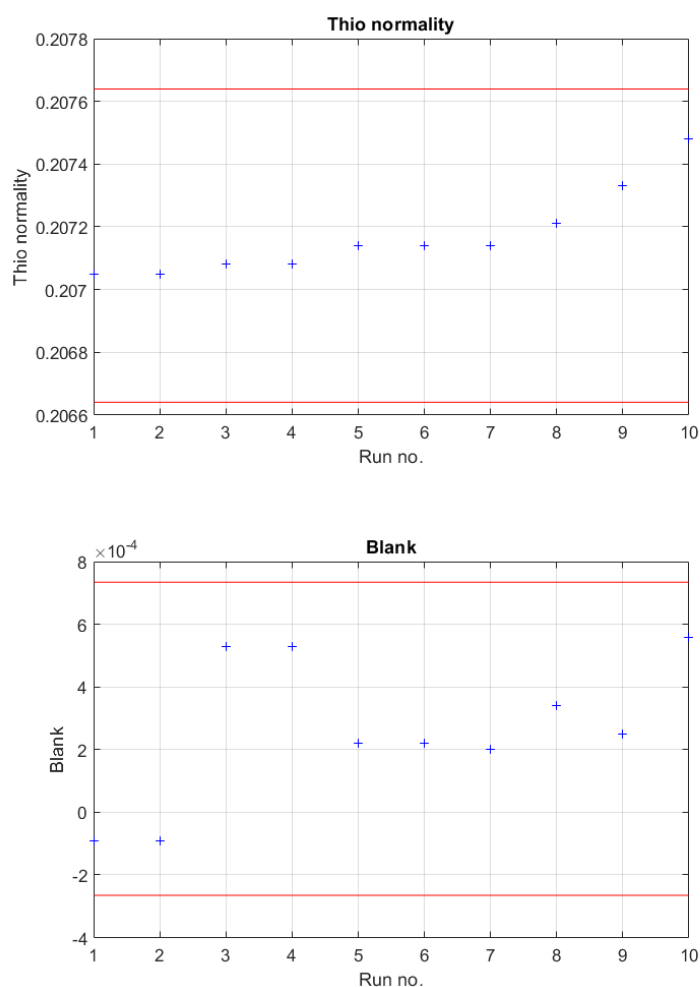 Thio normality
0.2078
0.2076
0.2074
0.2072
0.207
0.2068
0.2066
Thio normality
1 2 3 4 5 6 7 8 9 10
Run no.
×10-4
Blank
8
6
4
2
0
-2
-4
Blank
1 2 3 4 5 6 7 8 9 10
Run no.